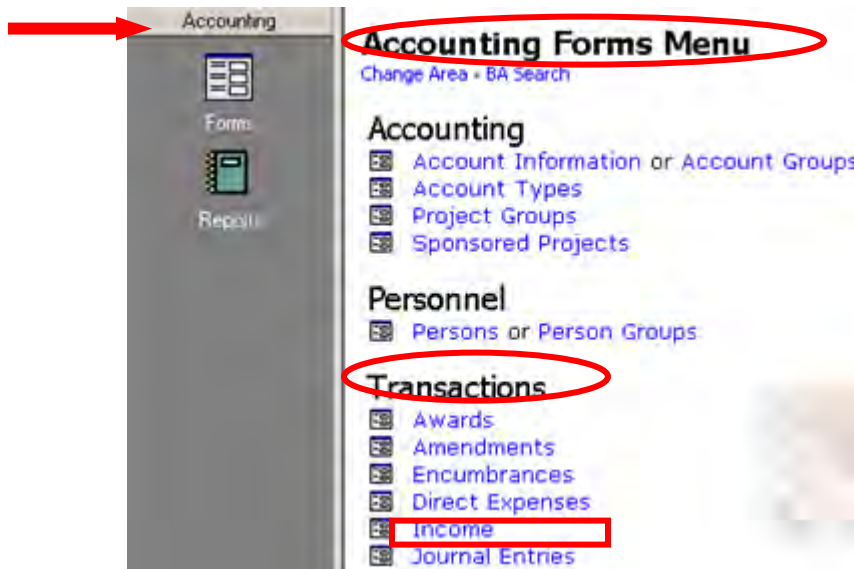 Accounting
Forms
Reports
Accounting Forms Menu
Change Area • BA Search
Accounting
Account Information or Account Groups
Account Types
Project Groups
Sponsored Projects
Personnel
Persons or Person Groups
Transactions
Awards
Amendments
Encumbrances
Direct Expenses
Income
Journal Entries